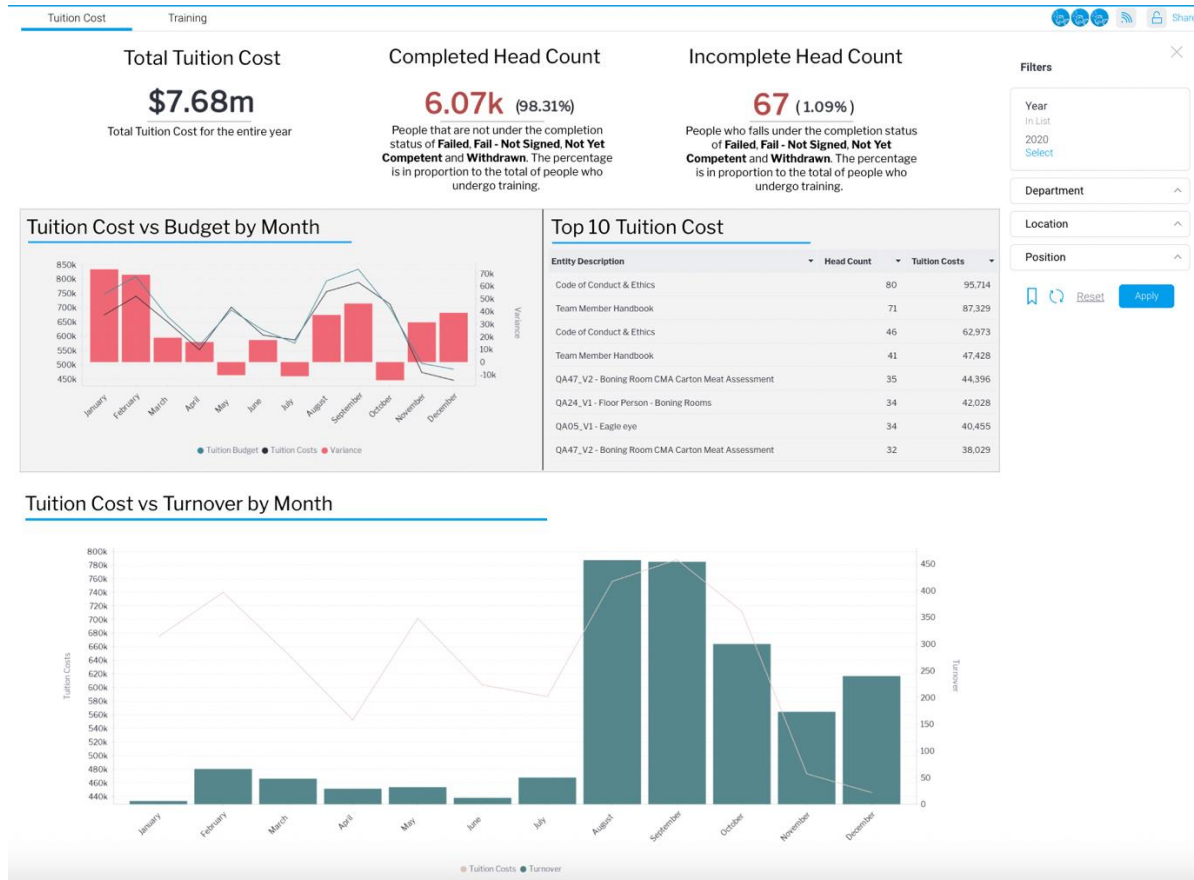 Tuition Cost
Training
Share
Total Tuition Cost
$7.68m
Total Tuition Cost for the entire year
Completed Head Count
6.07k (98.31%)
People that are not under the completion
status of Failed, Fail - Not Signed, Not Yet
Competent and Withdrawn. The percentage
is in proportion to the total of people who
undergo training.
Incomplete Head Count
67 (1.09%)
People who falls under the completion status
of Failed, Fail - Not Signed, Not Yet
Competent and Withdrawn. The percentage
is in proportion to the total of people who
undergo training.
Filters
Year
In List
2020
Select
Department
Location
Position
Reset
Apply
Tuition Cost vs Budget by Month
850k
800k
750k
700k
650k
600k
550k
500k
450k
70k
60k
50k
40k
30k
20k
10k
0
-10k
Variance
January
February
March
April
May
June
July
August
September
October
November
December
Tuition Budget Tuition Costs Variance
Top 10 Tuition Cost
Entity Description Head Count Tuition Costs
Code of Conduct & Ethics 80 95,714
Team Member Handbook 71 87,329
Code of Conduct & Ethics 46 62,973
Team Member Handbook 41 47,428
QA47_V2 - Boning Room CMA Carton Meat Assessment 35 44,396
QA24_V1 - Floor Person - Boning Rooms 34 42,028
QA05_V1 - Eagle eye 34 40,455
QA47_V2 - Boning Room CMA Carton Meat Assessment 32 38,029
Tuition Cost vs Turnover by Month
Tuition Costs
800k
780k
760k
740k
720k
700k
680k
660k
640k
620k
600k
580k
560k
540k
520k
500k
480k
460k
440k
450
400
350
300
250
200
150
100
50
0
Turnover
January
February
March
April
May
June
July
August
September
October
November
December
Tuition Costs Turnover